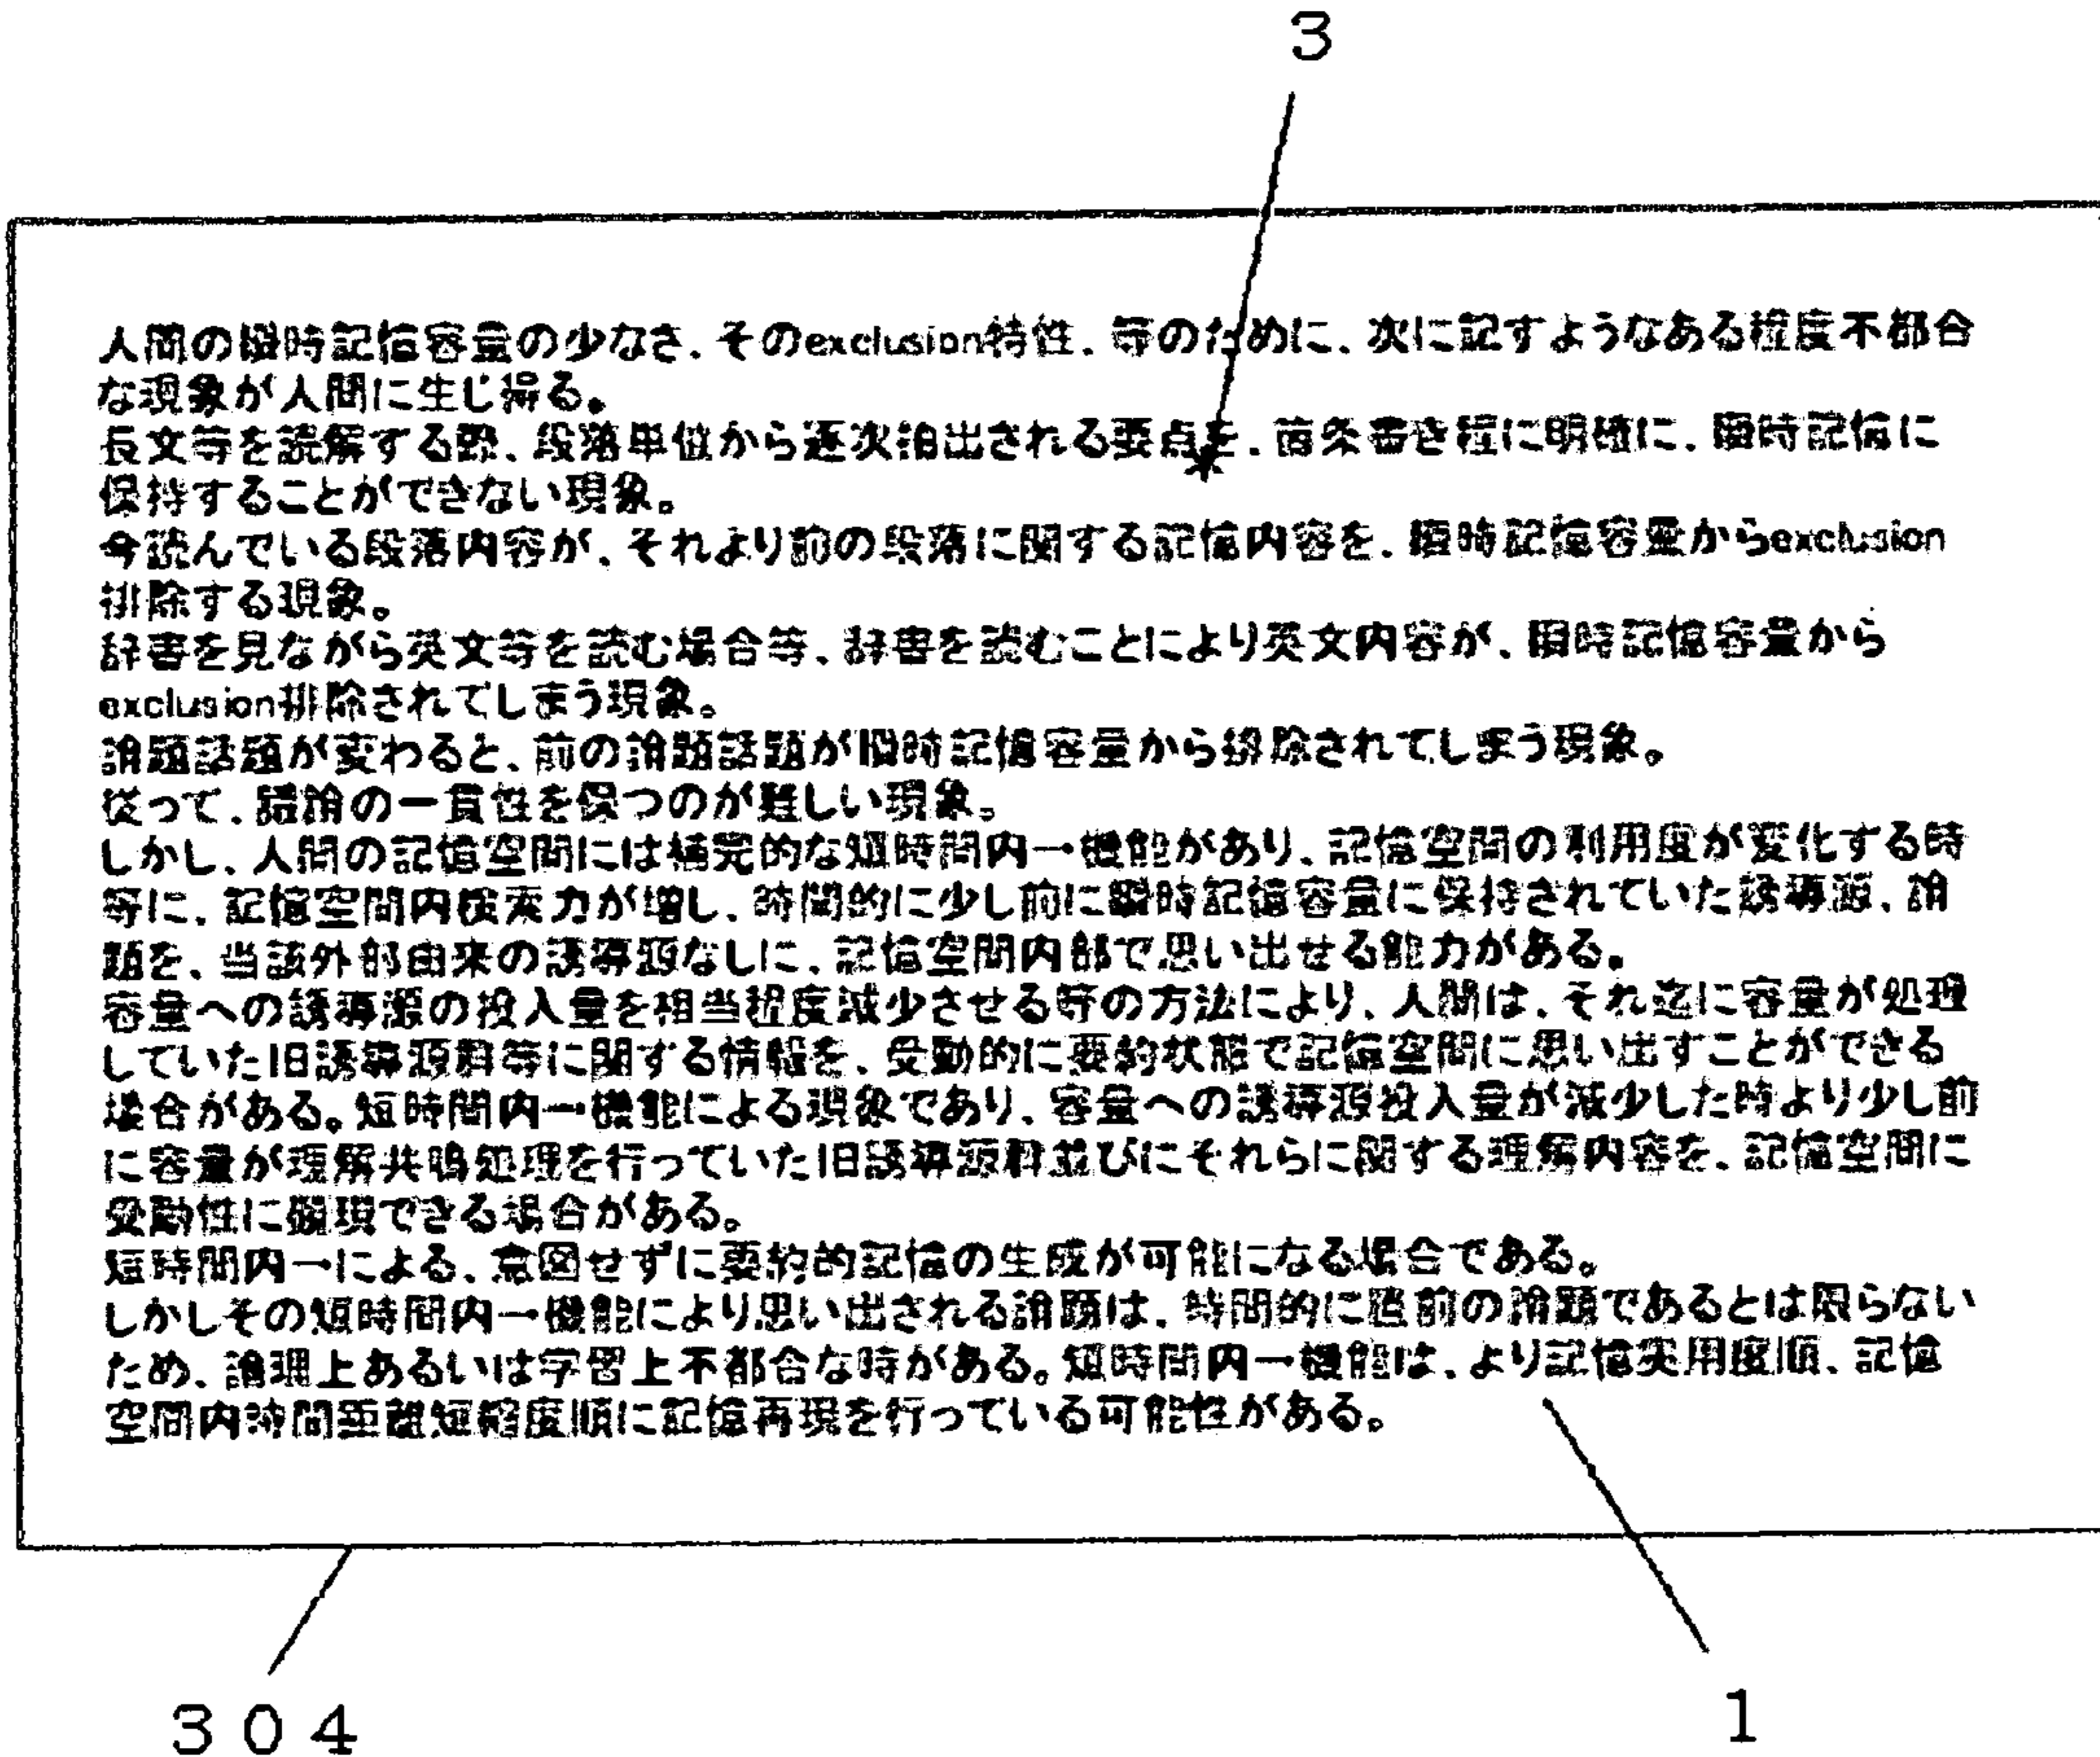 3
人間の瞬時記憶容量の少なさ、そのexclusion特性、等のために、次に記すようなある程度不都合
な現象が人間に生じ得る。
長文等を読解する際、段落単位から逐次抽出される要点を、箇条書き程に明確に、瞬時記憶に
保持することができない現象。
今読んでいる段落内容が、それより前の段落に関する記憶内容を、瞬時記憶容量からexclusion
排除する現象。
辞書を見ながら英文等を読む場合等、辞書を読むことにより英文内容が、瞬時記憶容量から
exclusion排除されてしまう現象。
論題話題が変わると、前の論題話題が瞬時記憶容量から排除されてしまう現象。
従って、話論の一貫性を保つのが難しい現象。
しかし、人間の記憶空間には補完的な短時間内一機能があり、記憶空間の利用度が変化する時
等に、記憶空間内検索力が増し、時間的に少し前に瞬時記憶容量に保持されていた誘導源、論
題を、当該外部由来の誘導源なしに、記憶空間内部で思い出せる能力がある。
容量への誘導源の投入量を相当程度減少させる等の方法により、人間は、それ迄に容量が処理
していた旧誘導源群等に関する情報を、受動的に要約状態で記憶空間に思い出すことができる
場合がある。短時間内一機能による現象であり、容量への誘導源投入量が減少した時より少し前
に容量が理解共鳴処理を行っていた旧誘導源群並びにそれらに関する理解内容を、記憶空間に
受動性に顕現できる場合がある。
短時間内一による、意図せずに要約的記憶の生成が可能になる場合である。
しかしその短時間内一機能により思い出される論題は、時間的に直前の論題であるとは限らない
ため、論理上あるいは学習上不都合な時がある。短時間内一機能は、より記憶実用度順、記憶
空間内時間距離短縮度順に記憶再現を行っている可能性がある。
304
1